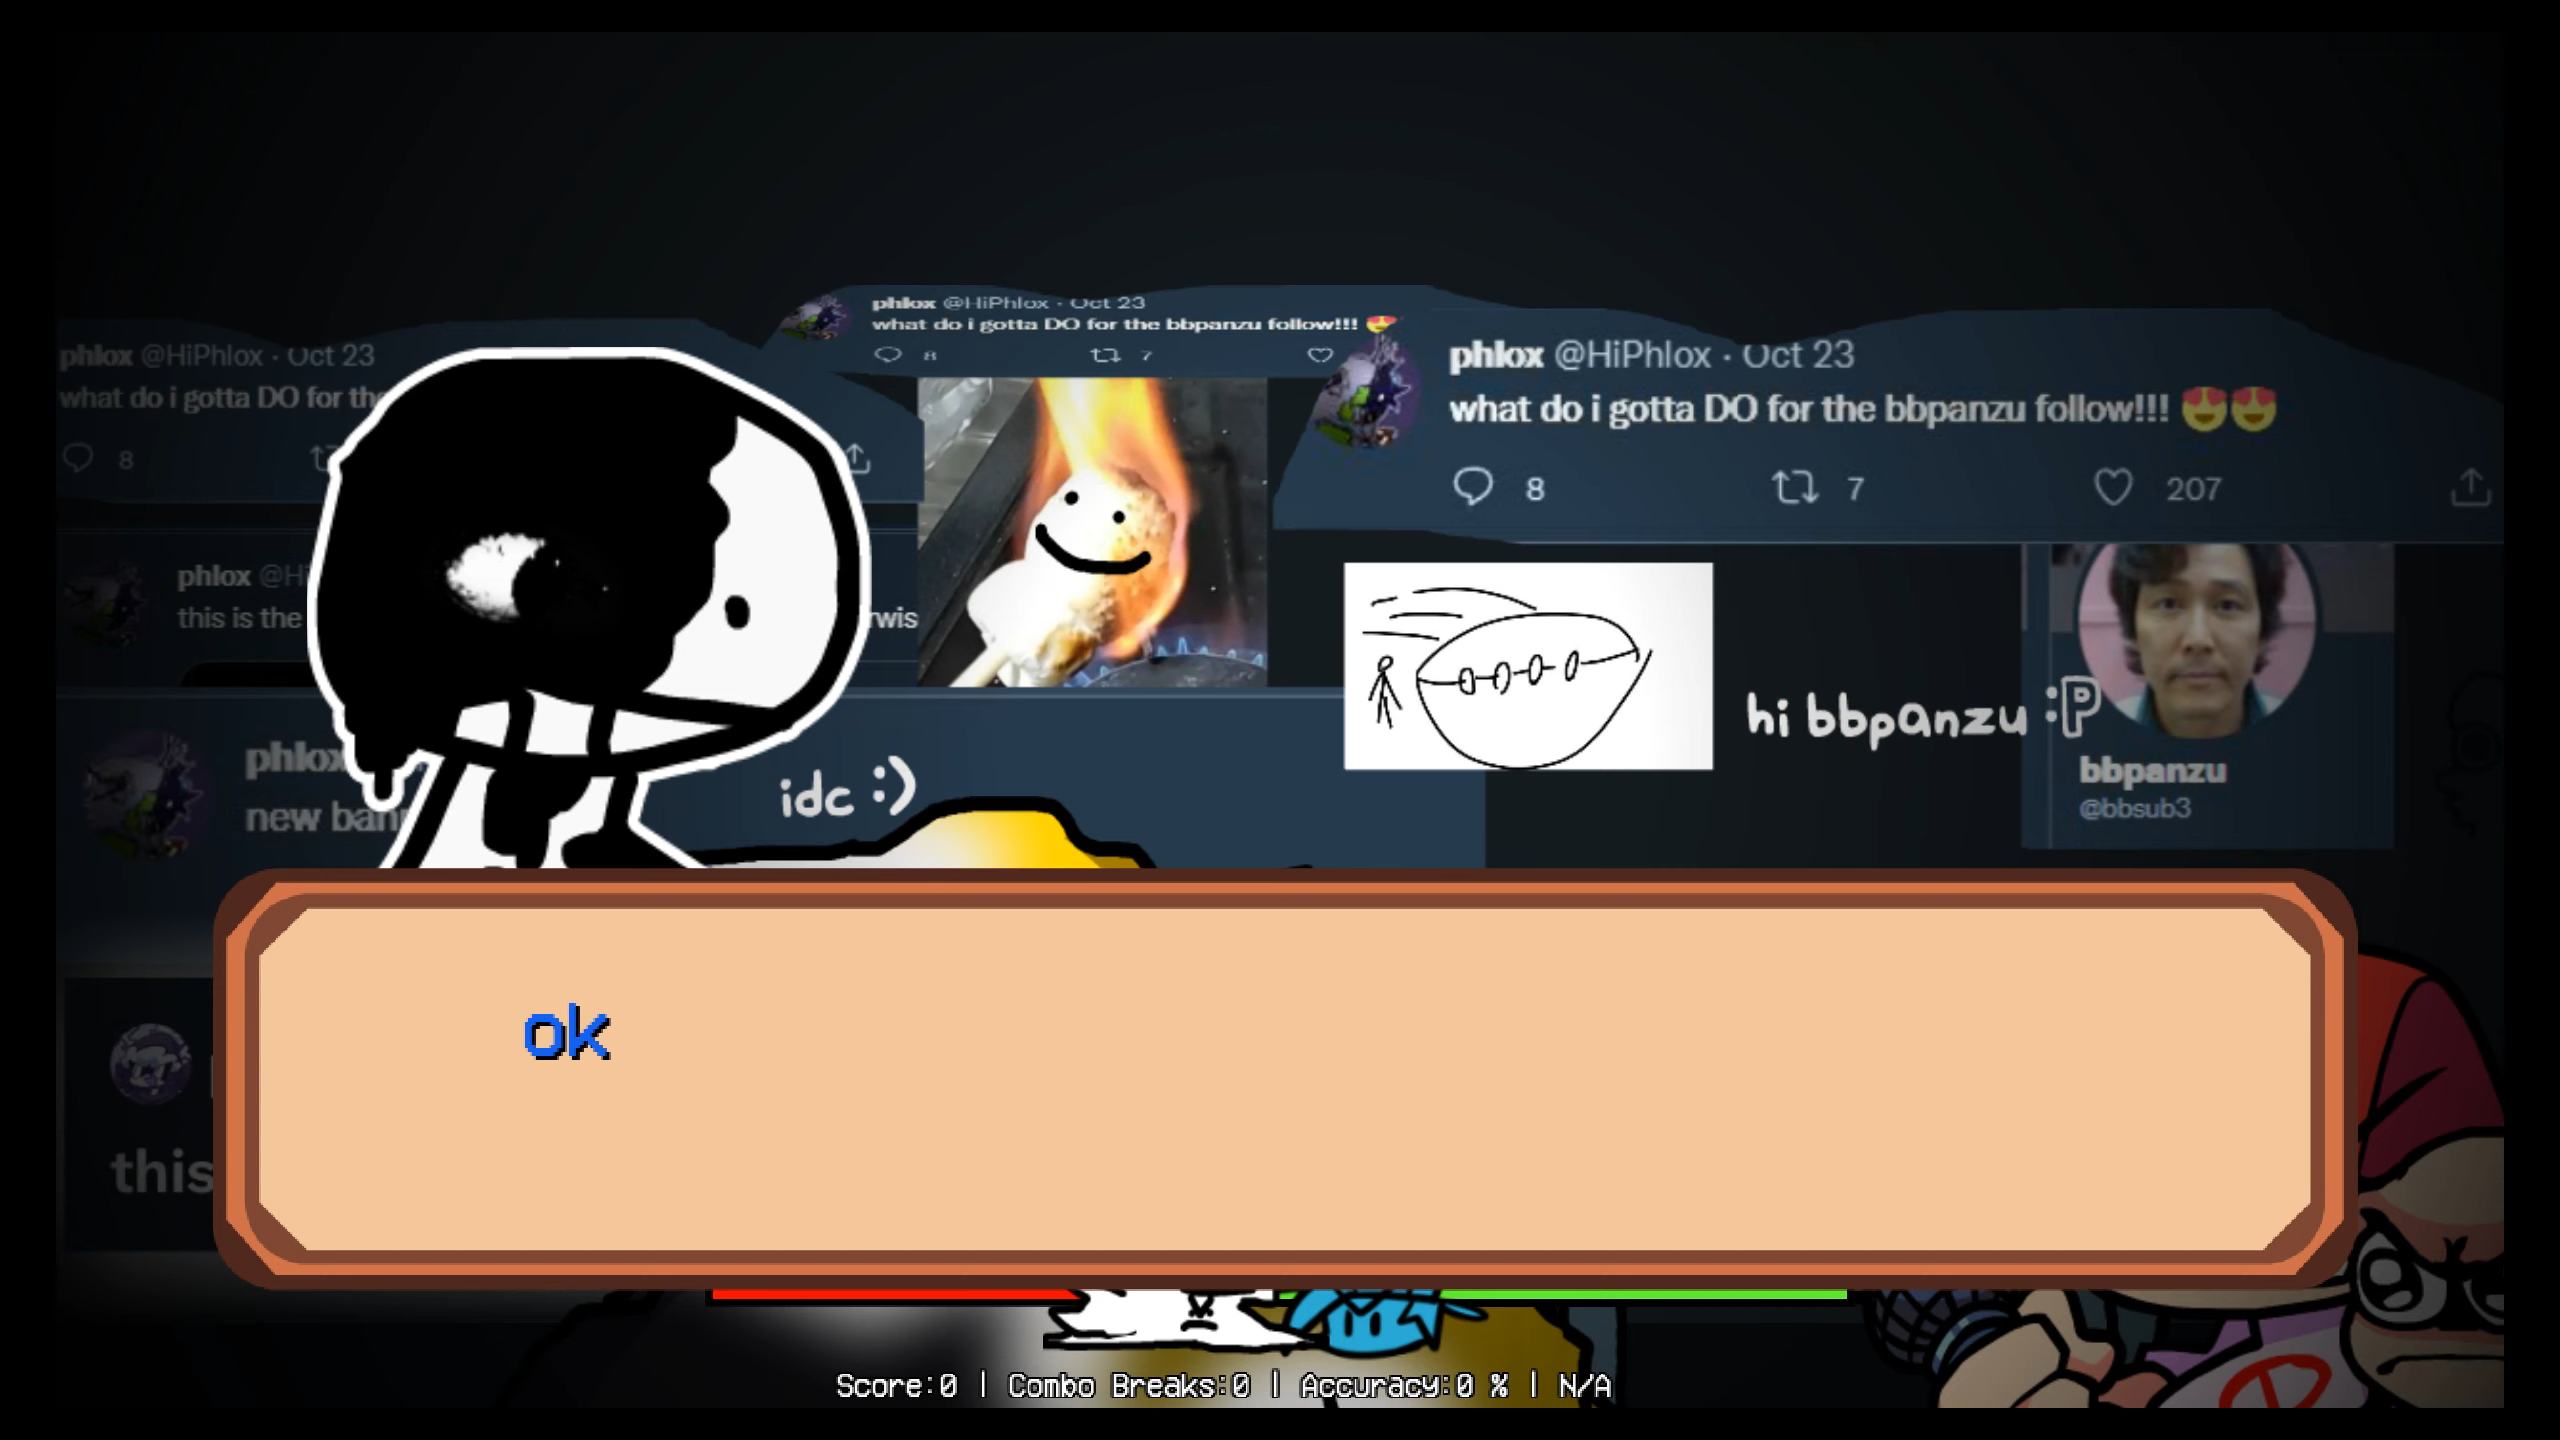 phlox @HiPhlox · Oct 23
what do i gotta DO for the bbpanzu follow!!! 😍
8 7
phlox @HiPhlox · Oct 23
what do i gotta DO for the bbpanzu follow!!! 😍😍
8 7 207
phlox @HiPhlox · Oct 23
what do i gotta DO for
8
phlox
this is the
phlox
new
idc :)
hi bbpanzu :P
bbpanzu
@bbsub3
ok
this
Score:0 | Combo Breaks:0 | Accuracy:0 % | N/A